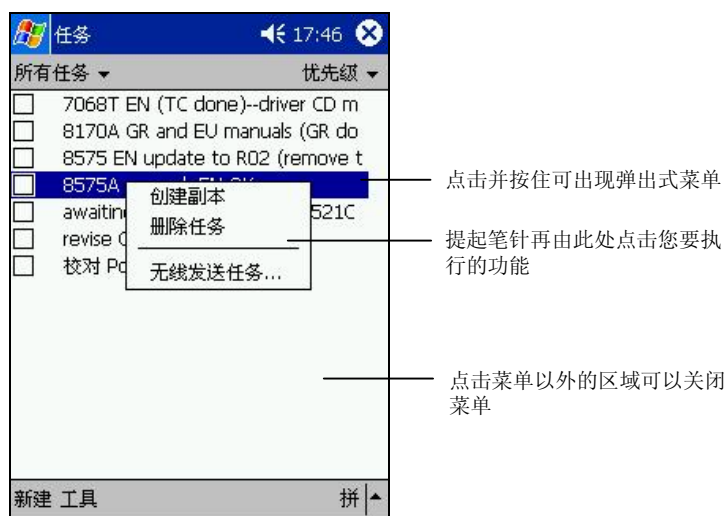 任务 17:46
所有任务 优先级
7068T EN (TC done)--driver CD m
8170A GR and EU manuals (GR do
8575 EN update to R02 (remove t
8575A
创建副本
awaitin 521C
删除任务
revise
校对 Po
无线发送任务...
点击并按住可出现弹出式菜单
提起笔针再由此处点击您要执
行的功能
点击菜单以外的区域可以关闭
菜单
新建 工具 拼